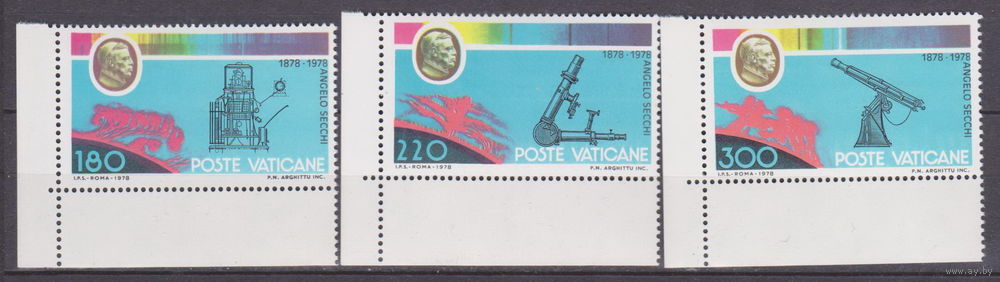 1878 - 1978
ANGELO SECCHI
180
POSTE VATICANE
I.P.S. - ROMA - 1978
P.N. ARGHITTU INC.
1878 - 1978
ANGELO SECCHI
220
POSTE VATICANE
I.P.S. - ROMA - 1978
P.N. ARGHITTU INC.
1878 - 1978
ANGELO SECCHI
300
POSTE VATICANE
I.P.S. - ROMA - 1978
P.N. ARGHITTU INC.
www.ay.by